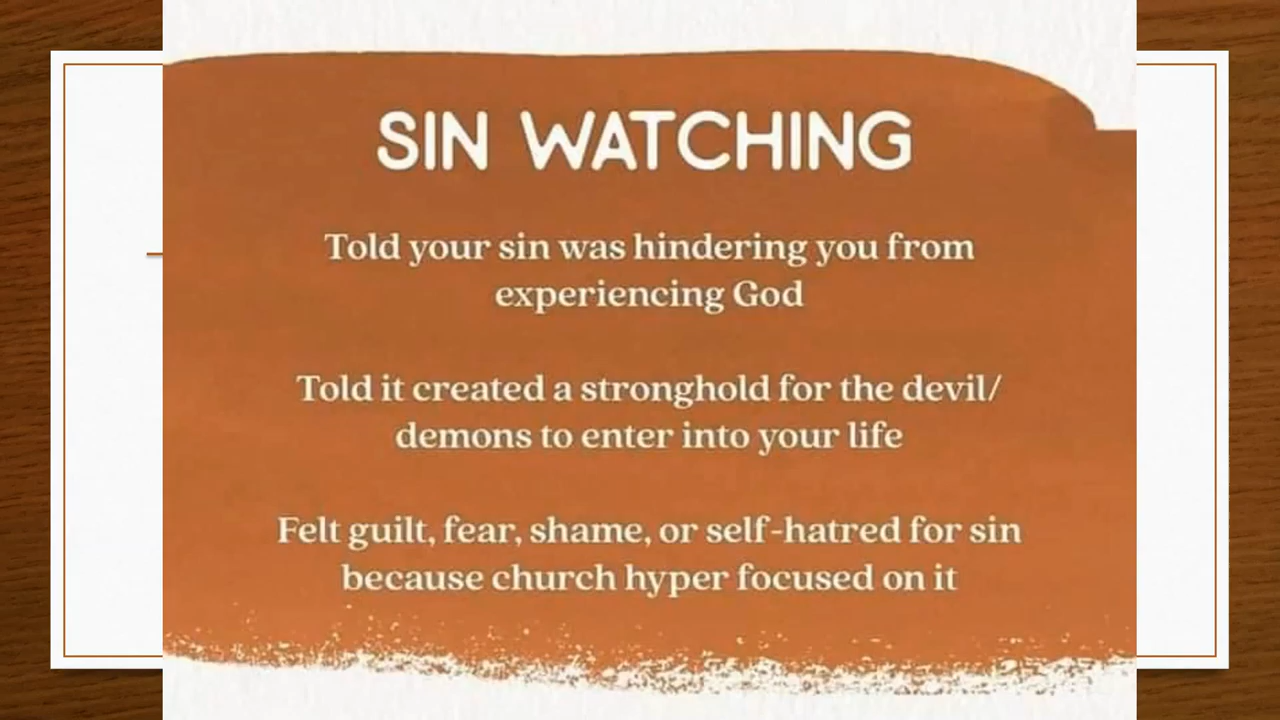 SIN WATCHING
Told your sin was hindering you from
experiencing God
Told it created a stronghold for the devil/
demons to enter into your life
Felt guilt, fear, shame, or self-hatred for sin
because church hyper focused on it